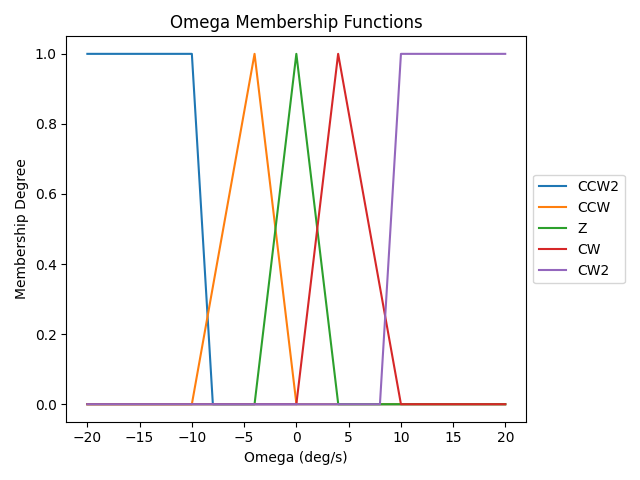 Omega Membership Functions
Membership Degree
1.0
0.8
0.6
0.4
0.2
0.0
−20
−15
−10
−5
0
5
10
15
20
Omega (deg/s)
CCW2
CCW
Z
CW
CW2